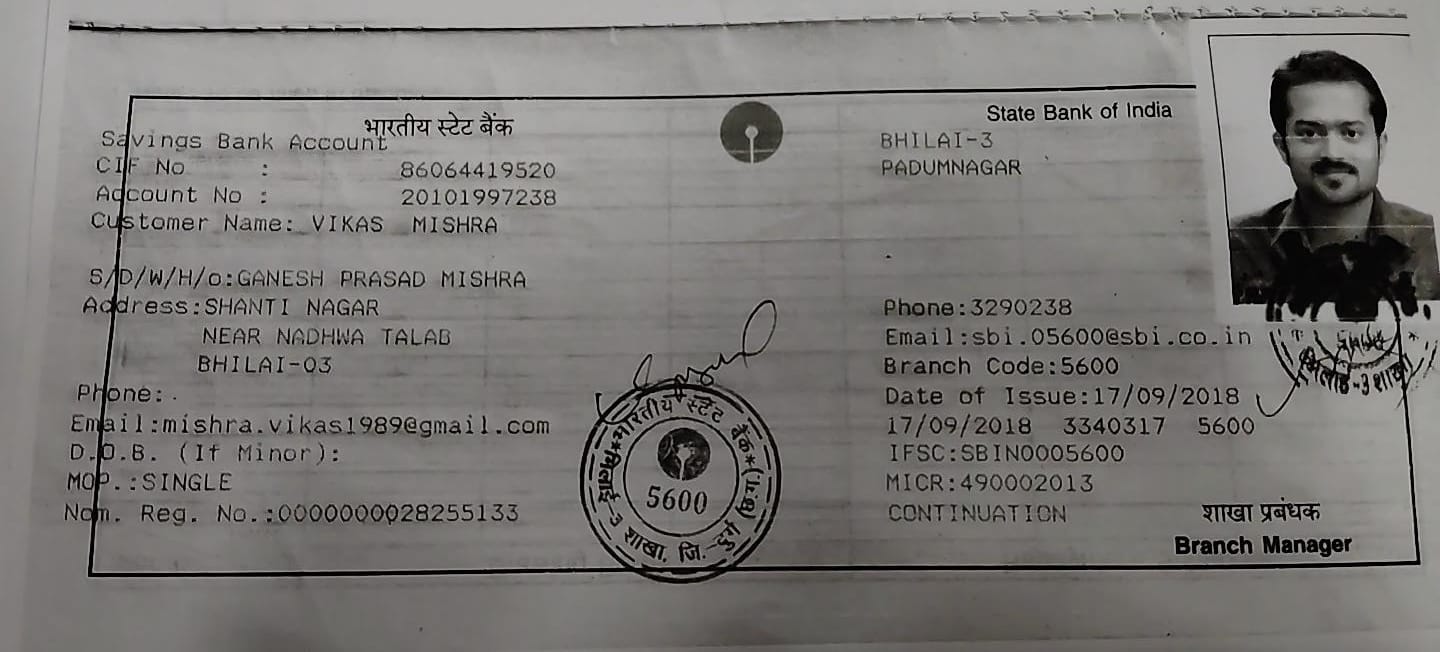 भारतीय स्टेट बैंक
State Bank of India
Savings Bank Account
CIF No : 86064419520
Account No : 20101997238
Customer Name: VIKAS MISHRA
S/D/W/H/o:GANESH PRASAD MISHRA
Address:SHANTI NAGAR
NEAR NADHWA TALAB
BHILAI-03
Phone:.
Email:mishra.vikas1989@gmail.com
D.O.B. (If Minor):
MOP.:SINGLE
Nom. Reg. No.:0000000028255133
BHILAI-3
PADUMNAGAR
Phone:3290238
Email:sbi.05600@sbi.co.in
Branch Code:5600
Date of Issue:17/09/2018
17/09/2018 3340317 5600
IFSC:SBIN0005600
MICR:490002013
CONTINUATION
शाखा प्रबंधक
Branch Manager
भारतीय स्टेट बैंक*(छ.ग.)
5600
भिलाई-3 शाखा, जि.-दुर्ग
भिलाई-3 शाखा